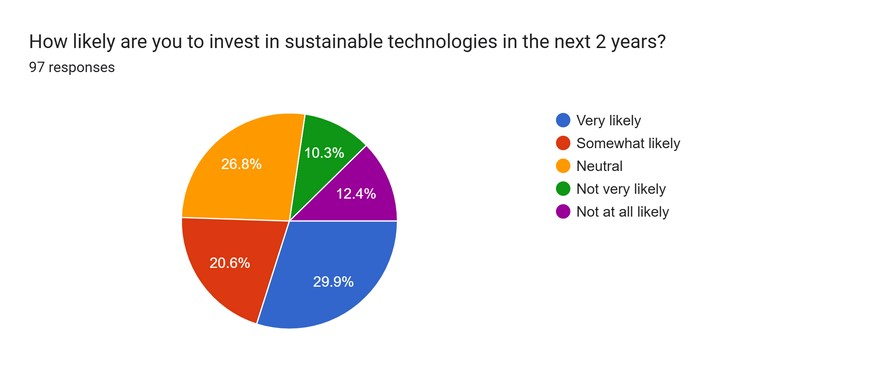 How likely are you to invest in sustainable technologies in the next 2 years?
97 responses
Very likely
Somewhat likely
Neutral
Not very likely
Not at all likely
10.3%
26.8%
12.4%
20.6%
29.9%